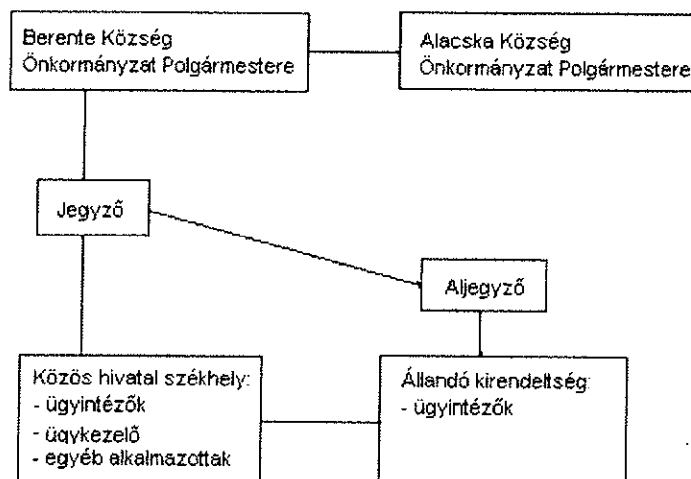 Berente Község
Önkormányzat Polgármestere
Alacska Község
Önkormányzat Polgármestere
Jegyző
Aljegyző
Közös hivatal székhely:
- ügyintézők
- ügykezelő
- egyéb alkalmazottak
Állandó kirendeltség:
- ügyintézők